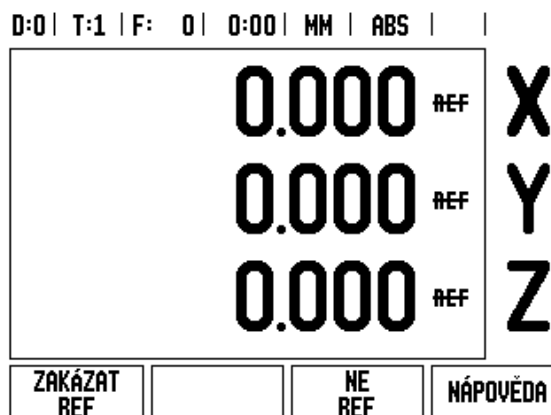 D:0 | T:1 | F: 0 | 0:00 | MM | ABS | |
0.000 REF X
0.000 REF Y
0.000 REF Z
ZAKÁZAT REF
NE REF
NÁPOVĚDA